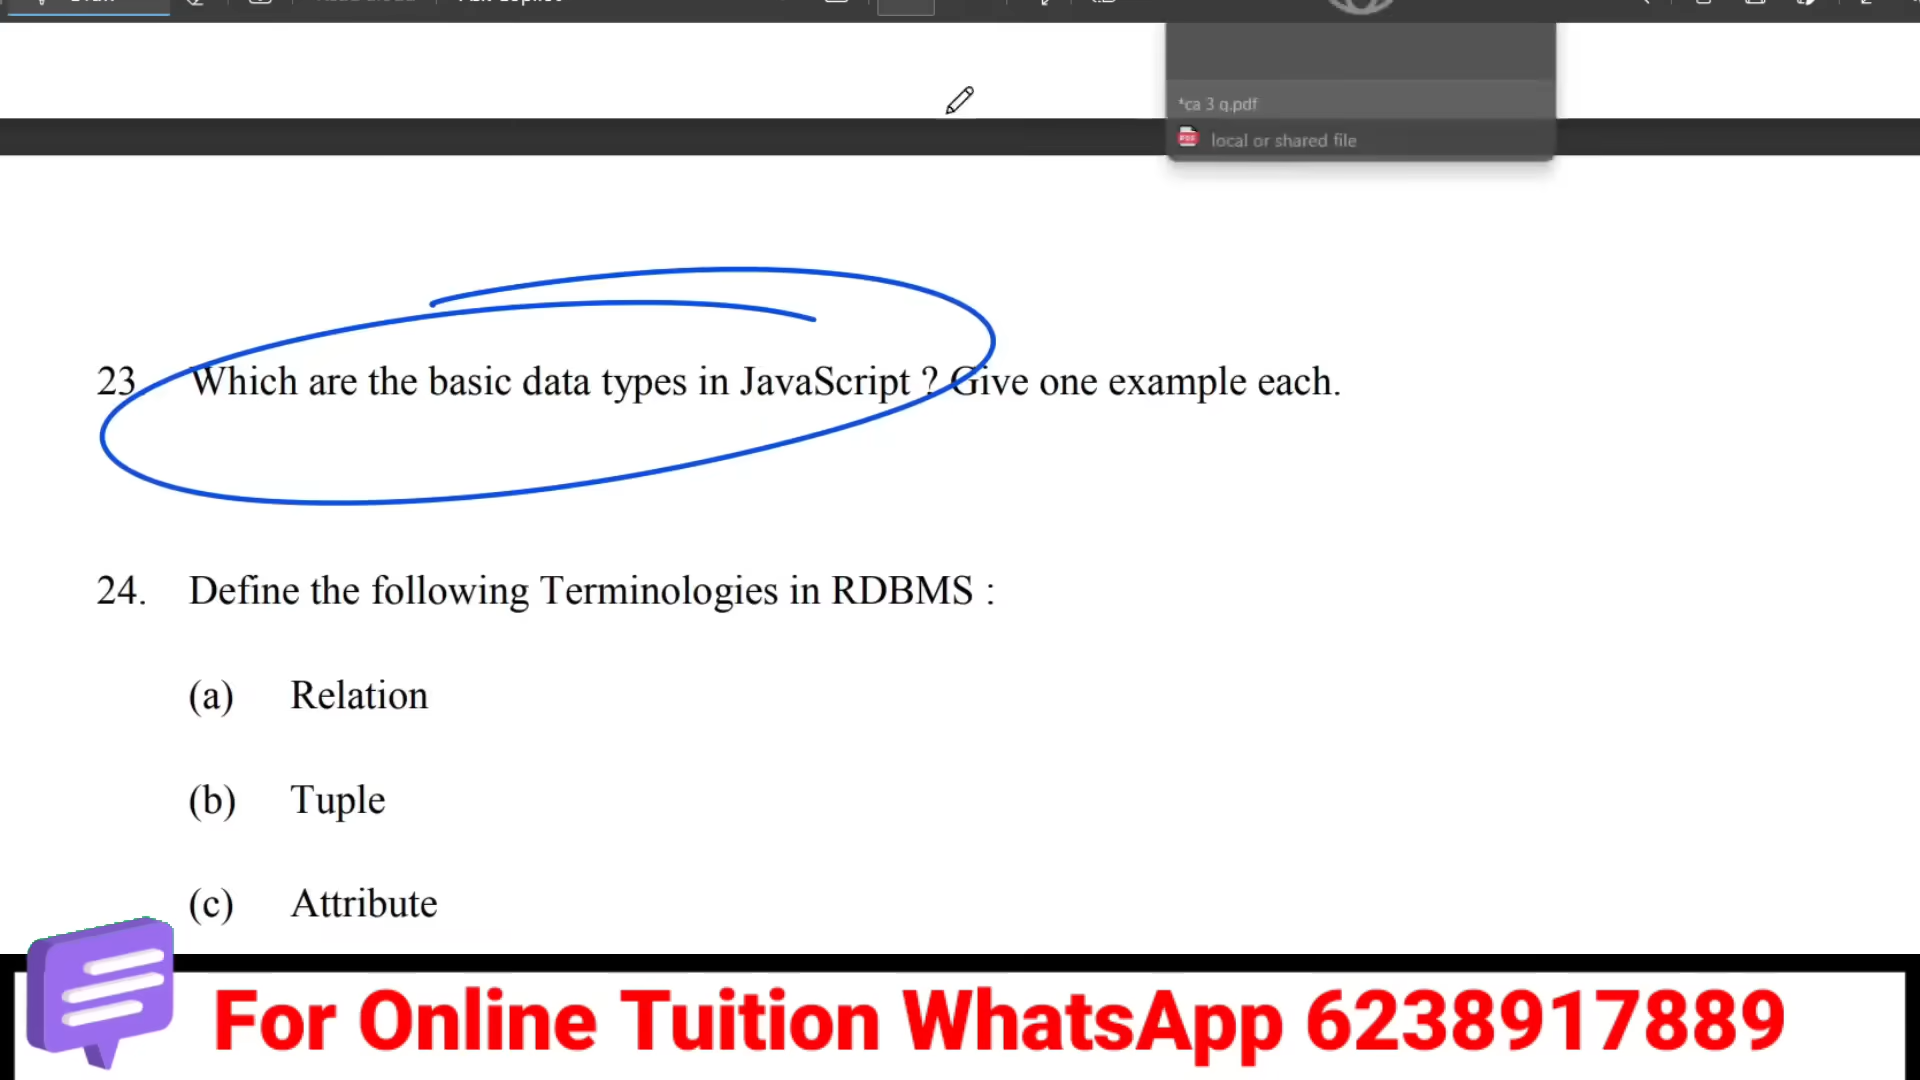 *ca 3 q.pdf
local or shared file
23. Which are the basic data types in JavaScript ? Give one example each.
24. Define the following Terminologies in RDBMS :
(a) Relation
(b) Tuple
(c) Attribute
For Online Tuition WhatsApp 6238917889